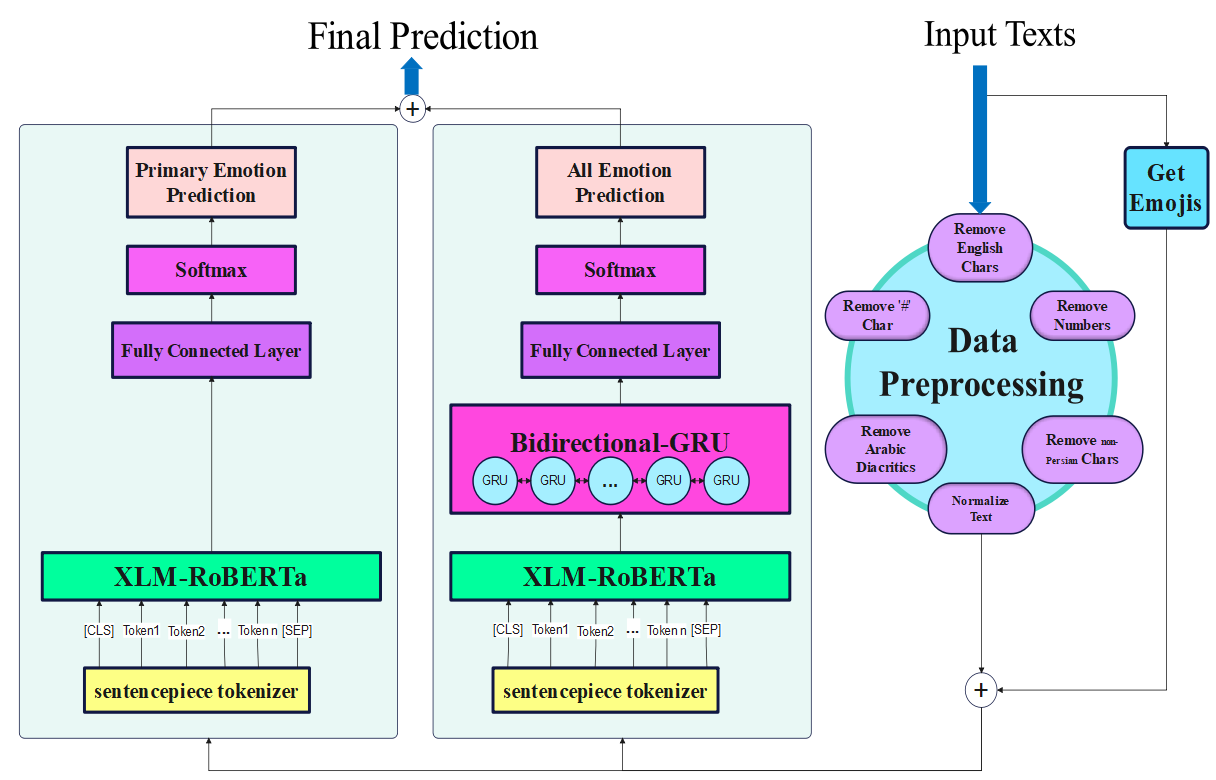 Final Prediction
+
Primary Emotion
Prediction
Softmax
Fully Connected Layer
XLM-RoBERTa
[CLS] Token1 Token2 ... Token n [SEP]
sentencepiece tokenizer
All Emotion
Prediction
Softmax
Fully Connected Layer
Bidirectional-GRU
GRU GRU ... GRU GRU
XLM-RoBERTa
[CLS] Token1 Token2 ... Token n [SEP]
sentencepiece tokenizer
Input Texts
Get
Emojis
Remove
English
Chars
Remove '#'
Char
Remove
Numbers
Data
Preprocessing
Remove
Arabic
Diacritics
Remove non-
Persian Chars
Normalize
Text
+